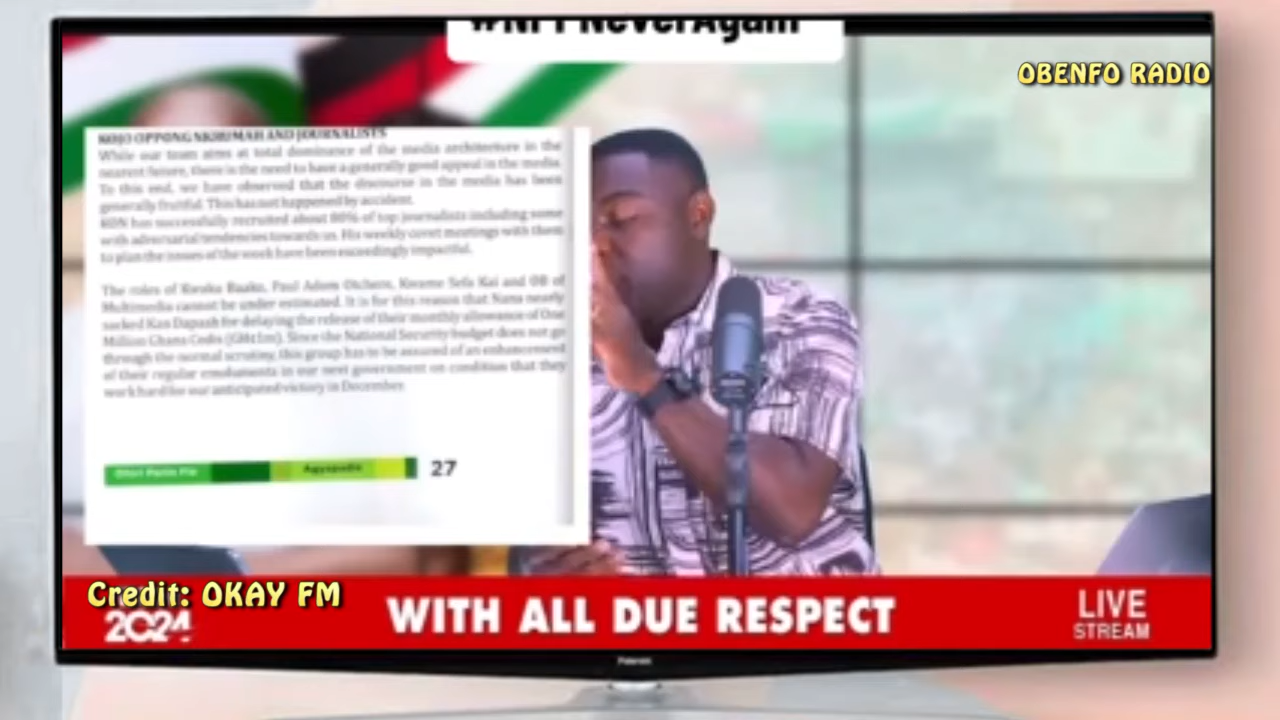 #NPPNeverAgain
OBENFO RADIO
KOJO OPPONG NKRUMAH AND JOURNALISTS
While our team aims at total dominance of the media architecture in the
nearest future, there is the need to have a generally good appeal in the media.
To this end, we have observed that the discourse in the media has been
generally fruitful. This has not happened by accident.
KON has successfully recruited about 80% of top journalists including some
with adversarial tendencies towards us. His weekly covet meetings with them
to plan the issues of the week have been exceedingly impactful.
The roles of Kweku Baako, Paul Adom Otchere, Kwame Sefa Kai and OB of
Multimedia cannot be under estimated. It is for this reason that Nana nearly
sacked Kan Dapaah for delaying the release of their monthly allowance of One
Million Ghana Cedis (GH¢1m). Since the National Security budget does not go
through the normal scrutiny, this group has to be assured of an enhancement
of their regular emoluments in our next government on condition that they
work hard for our anticipated victory in December.
Agyapadie
27
Credit: OKAY FM
2024
WITH ALL DUE RESPECT
LIVE
STREAM
Polaroid